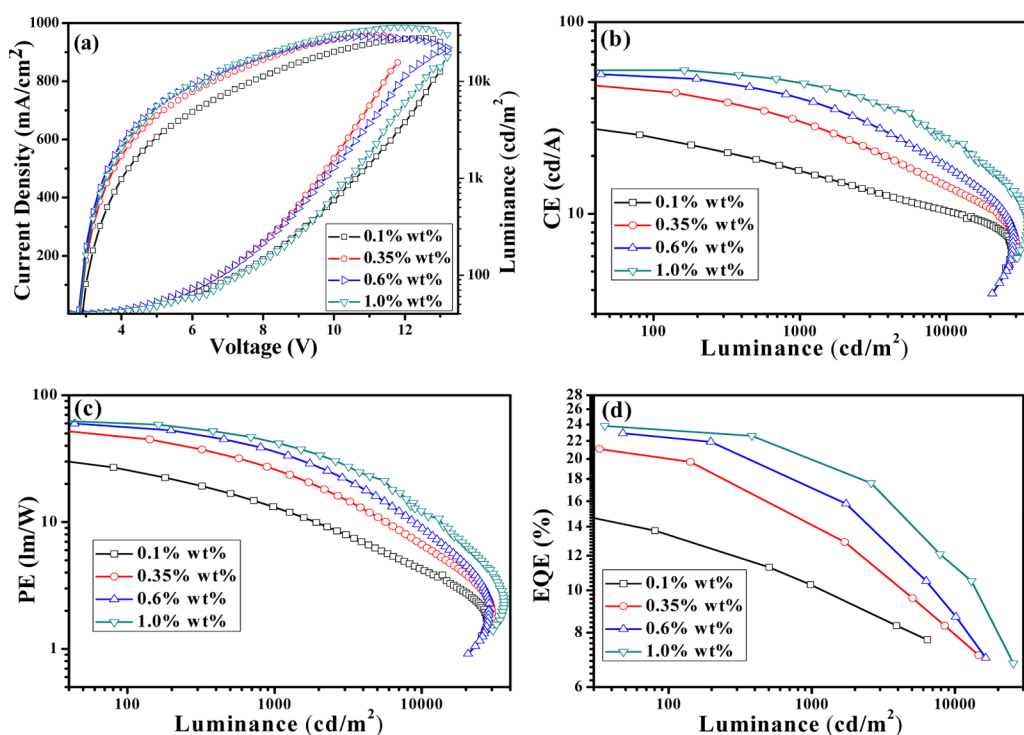 (a)
1000
800
600
400
200
Current Density (mA/cm²)
10k
1k
100
Luminance (cd/m²)
0.1% wt%
0.35% wt%
0.6% wt%
1.0% wt%
4 6 8 10 12
Voltage (V)
(b)
100
10
CE (cd/A)
0.1% wt%
0.35% wt%
0.6% wt%
1.0% wt%
100 1000 10000
Luminance (cd/m²)
(c)
100
10
1
PE (lm/W)
0.1% wt%
0.35% wt%
0.6% wt%
1.0% wt%
100 1000 10000
Luminance (cd/m²)
(d)
28
26
24
22
20
18
16
14
12
10
8
6
EQE (%)
0.1% wt%
0.35% wt%
0.6% wt%
1.0% wt%
100 1000 10000
Luminance (cd/m²)